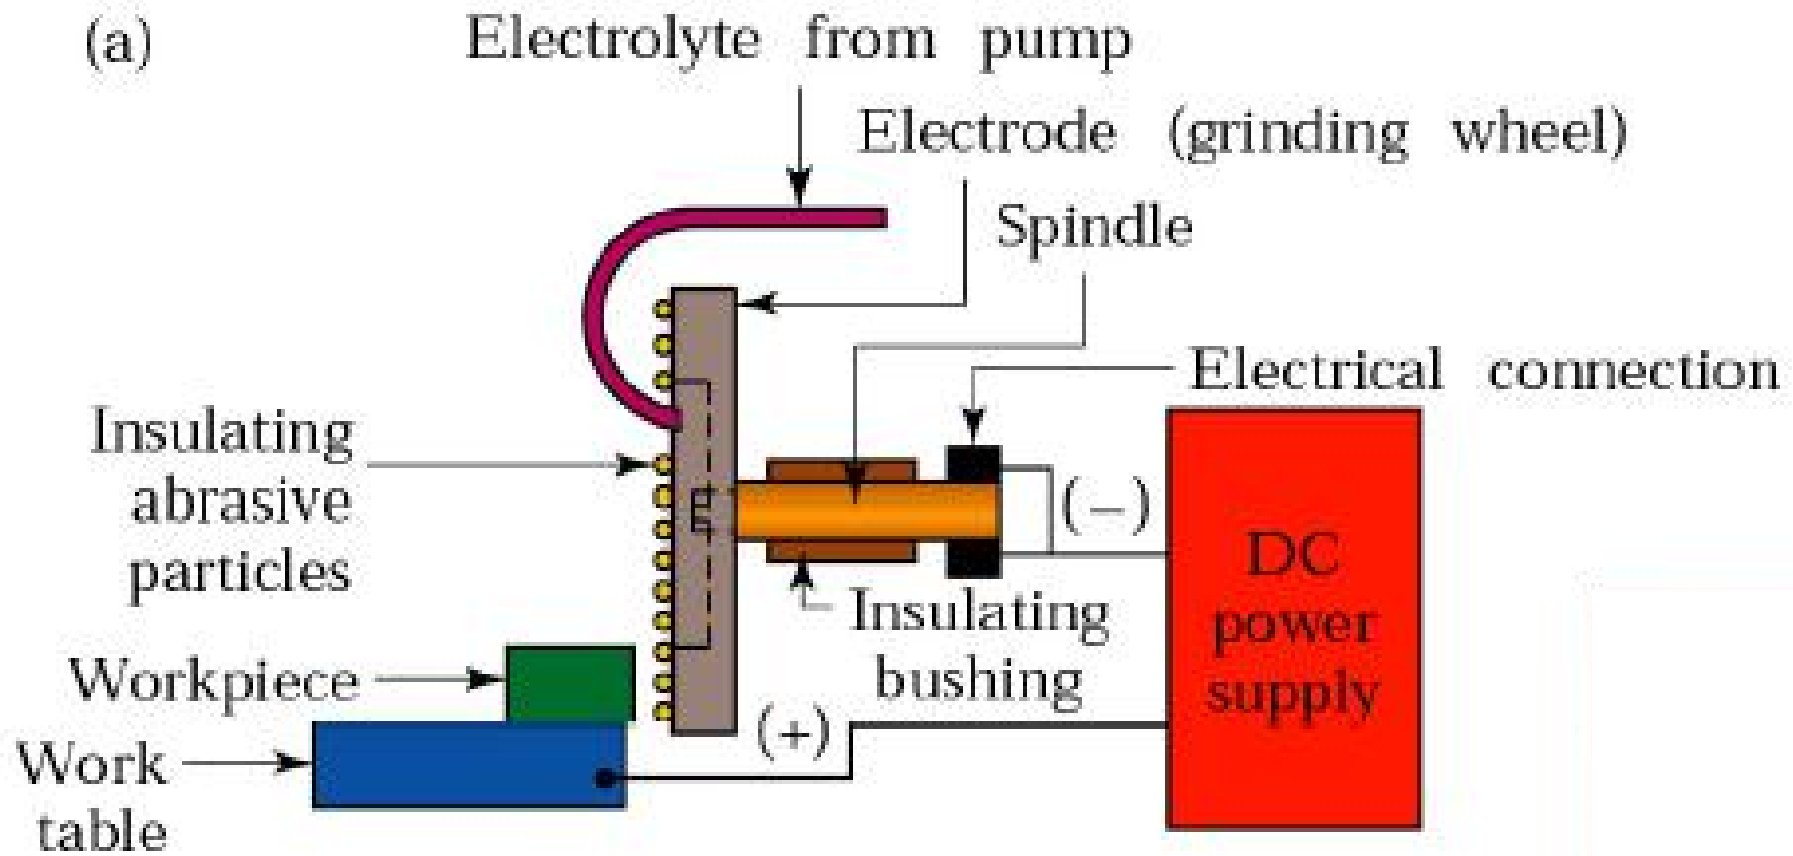 (a)
Electrolyte from pump
Electrode (grinding wheel)
Spindle
Electrical connection
Insulating
abrasive
particles
(−)
DC
power
supply
Insulating
bushing
Workpiece
(+)
Work
table